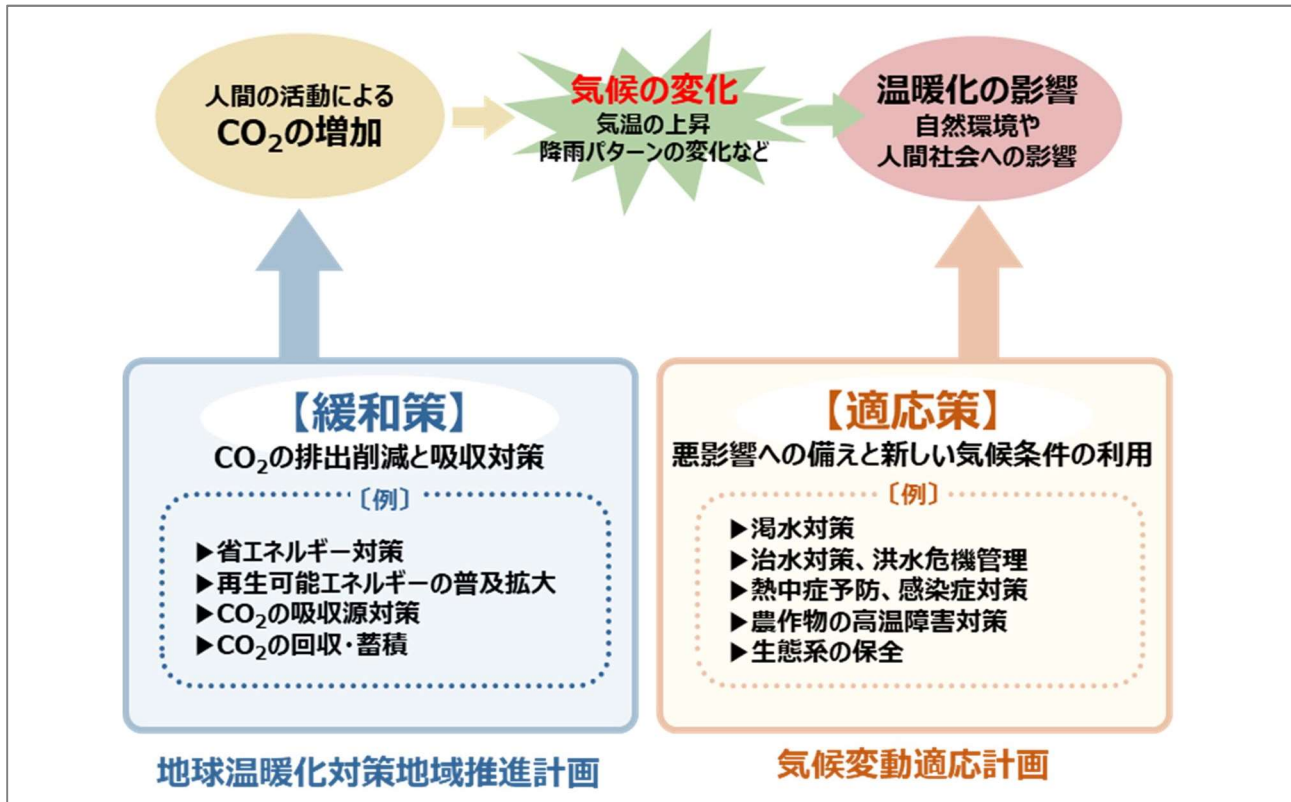 人間の活動による
CO₂の増加
気候の変化
気温の上昇
降雨パターンの変化など
温暖化の影響
自然環境や
人間社会への影響
【緩和策】
CO₂の排出削減と吸収対策
〔例〕
▶省エネルギー対策
▶再生可能エネルギーの普及拡大
▶CO₂の吸収源対策
▶CO₂の回収・蓄積
地球温暖化対策地域推進計画
【適応策】
悪影響への備えと新しい気候条件の利用
〔例〕
▶渇水対策
▶治水対策、洪水危機管理
▶熱中症予防、感染症対策
▶農作物の高温障害対策
▶生態系の保全
気候変動適応計画